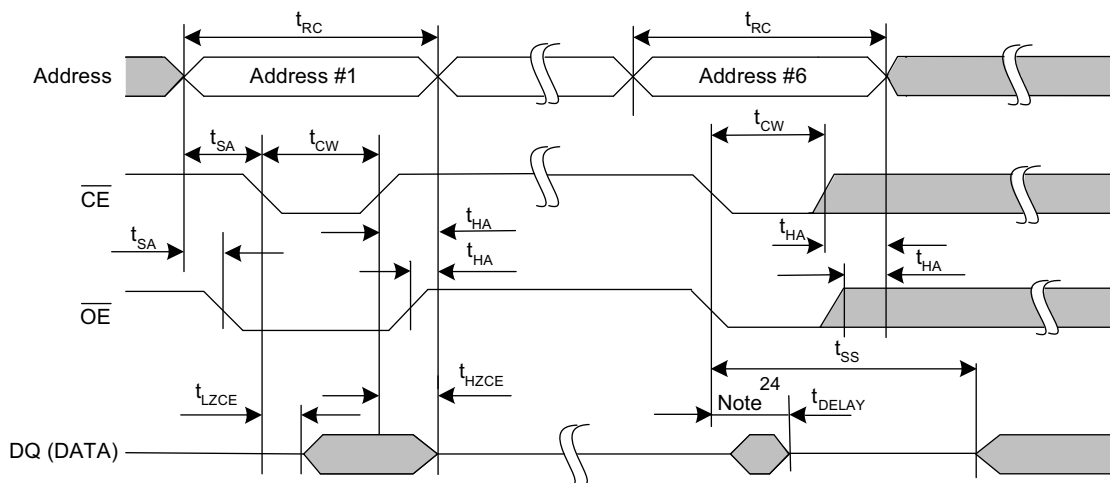 tRC tRC
Address Address #1 Address #6
tCW
tSA tCW
CE
tHA tHA
tSA tHA tHA
OE
tSS
24
tLZCE tHZCE Note tDELAY
DQ (DATA)